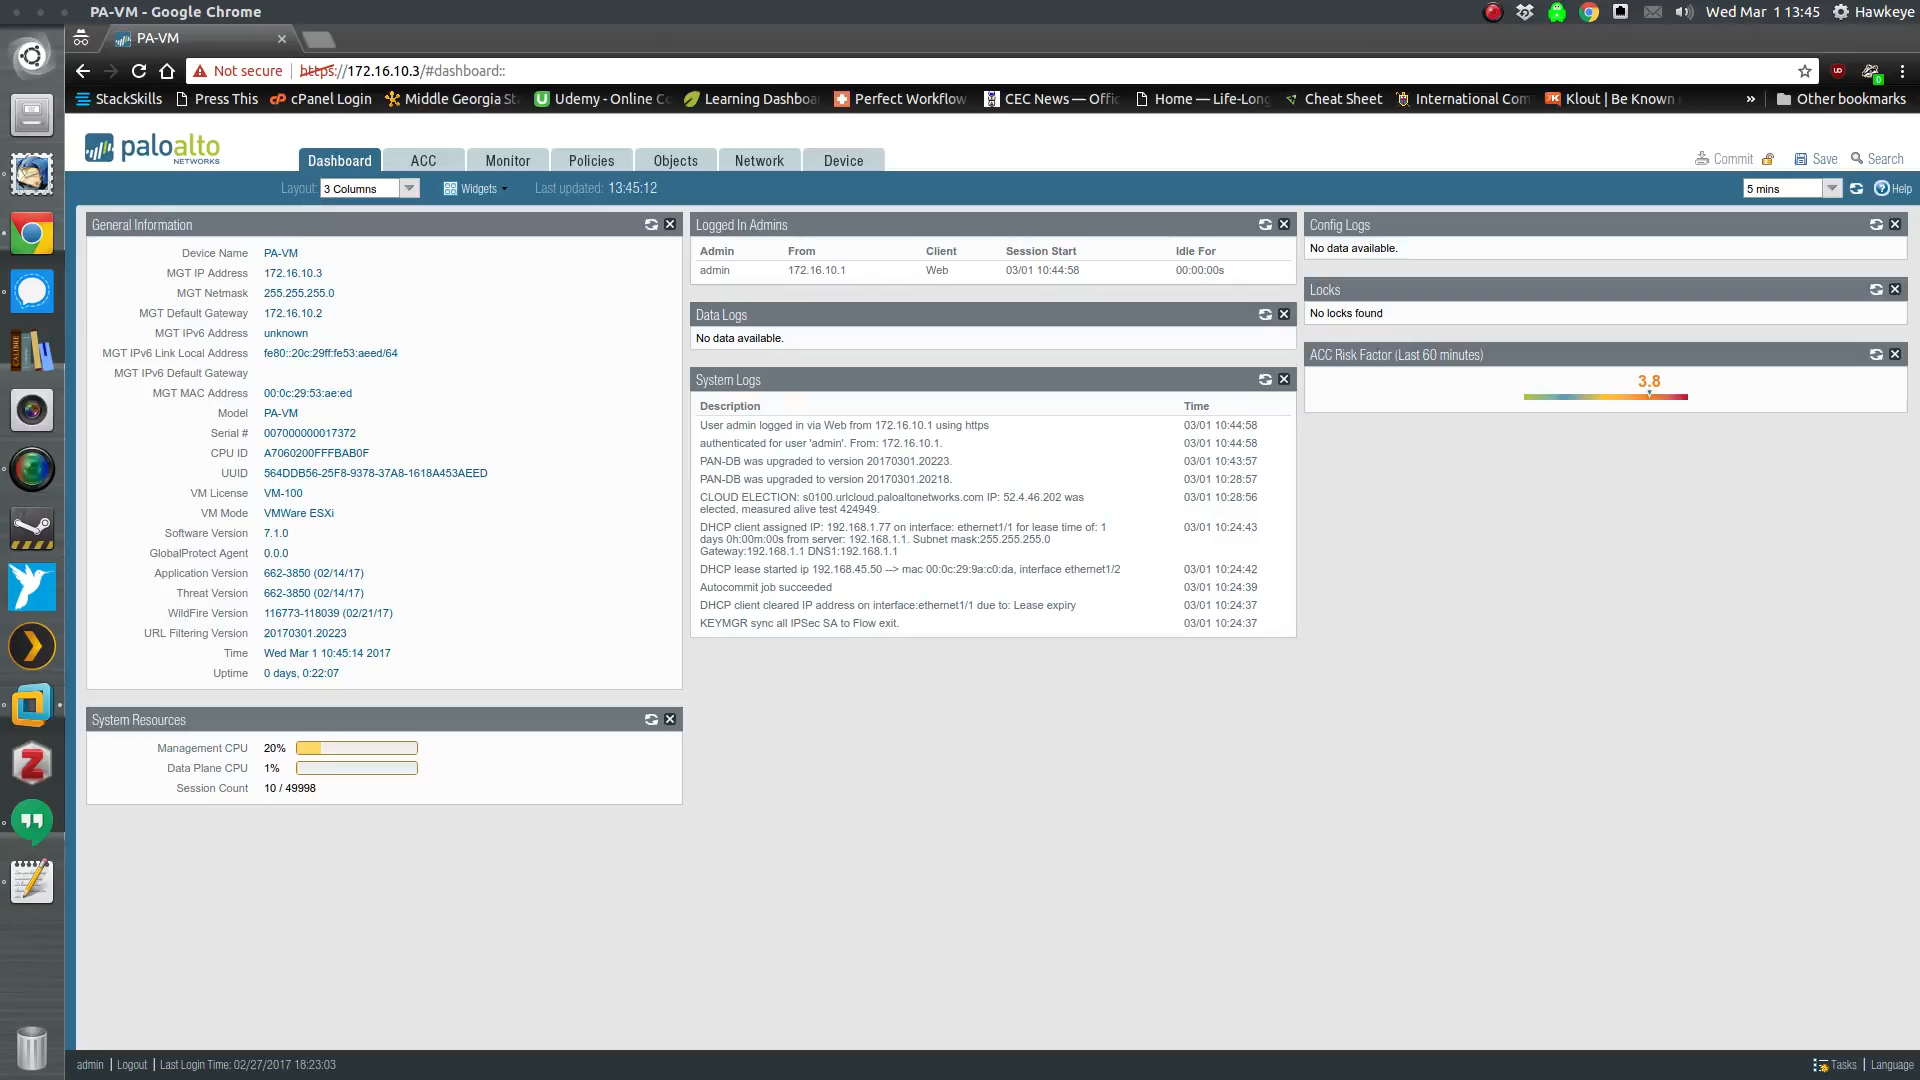 PA-VM - Google Chrome
Wed Mar 1 13:45 Hawkeye
PA-VM
Not secure https://172.16.10.3/#dashboard::
StackSkills Press This cPanel Login Middle Georgia St Udemy - Online Co Learning Dashboa Perfect Workflow CEC News — Offic Home — Life-Long Cheat Sheet International Com Klout | Be Known » Other bookmarks
paloalto
NETWORKS
Dashboard ACC Monitor Policies Objects Network Device
Commit Save Search
Layout: 3 Columns Widgets Last updated: 13:45:12
5 mins Help
General Information
Device Name PA-VM
MGT IP Address 172.16.10.3
MGT Netmask 255.255.255.0
MGT Default Gateway 172.16.10.2
MGT IPv6 Address unknown
MGT IPv6 Link Local Address fe80::20c:29ff:fe53:aeed/64
MGT IPv6 Default Gateway
MGT MAC Address 00:0c:29:53:ae:ed
Model PA-VM
Serial # 007000000017372
CPU ID A7060200FFFBAB0F
UUID 564DDB56-25F8-9378-37A8-1618A453AEED
VM License VM-100
VM Mode VMWare ESXi
Software Version 7.1.0
GlobalProtect Agent 0.0.0
Application Version 662-3850 (02/14/17)
Threat Version 662-3850 (02/14/17)
WildFire Version 116773-118039 (02/21/17)
URL Filtering Version 20170301.20223
Time Wed Mar 1 10:45:14 2017
Uptime 0 days, 0:22:07
System Resources
Management CPU 20%
Data Plane CPU 1%
Session Count 10 / 49998
Logged In Admins
Admin From Client Session Start Idle For
admin 172.16.10.1 Web 03/01 10:44:58 00:00:00s
Data Logs
No data available.
System Logs
Description Time
User admin logged in via Web from 172.16.10.1 using https 03/01 10:44:58
authenticated for user 'admin'. From: 172.16.10.1. 03/01 10:44:58
PAN-DB was upgraded to version 20170301.20223. 03/01 10:43:57
PAN-DB was upgraded to version 20170301.20218. 03/01 10:28:57
CLOUD ELECTION: s0100.urlcloud.paloaltonetworks.com IP: 52.4.46.202 was 03/01 10:28:56
elected, measured alive test 424949.
DHCP client assigned IP: 192.168.1.77 on interface: ethernet1/1 for lease time of: 1 03/01 10:24:43
days 0h:00m:00s from server: 192.168.1.1. Subnet mask:255.255.255.0
Gateway:192.168.1.1 DNS1:192.168.1.1
DHCP lease started ip 192.168.45.50 --> mac 00:0c:29:9a:c0:da, interface ethernet1/2 03/01 10:24:42
Autocommit job succeeded 03/01 10:24:39
DHCP client cleared IP address on interface:ethernet1/1 due to: Lease expiry 03/01 10:24:37
KEYMGR sync all IPSec SA to Flow exit. 03/01 10:24:37
Config Logs
No data available.
Locks
No locks found
ACC Risk Factor (Last 60 minutes)
3.8
admin | Logout | Last Login Time: 02/27/2017 18:23:03
Tasks | Language